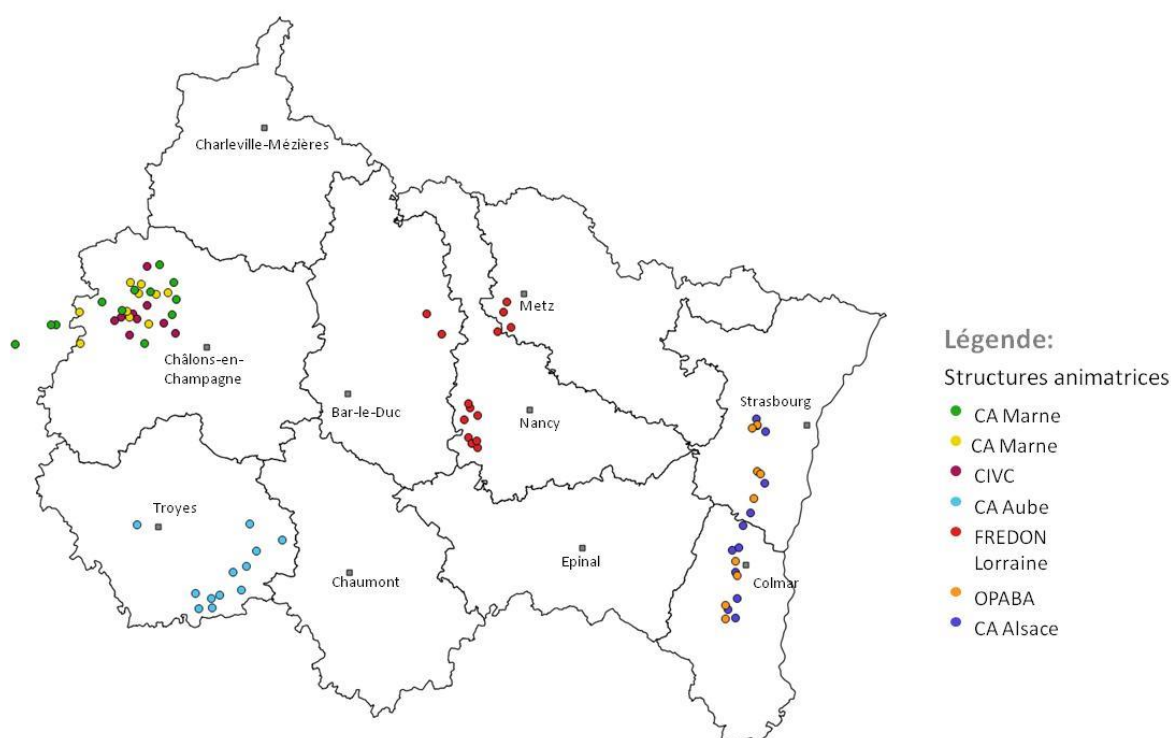 Charleville-Mézières
Metz
Châlons-en-
Champagne
Bar-le-Duc
Nancy
Strasbourg
Troyes
Chaumont
Epinal
Colmar
Légende:
Structures animatrices
CA Marne
CA Marne
CIVC
CA Aube
FREDON
Lorraine
OPABA
CA Alsace